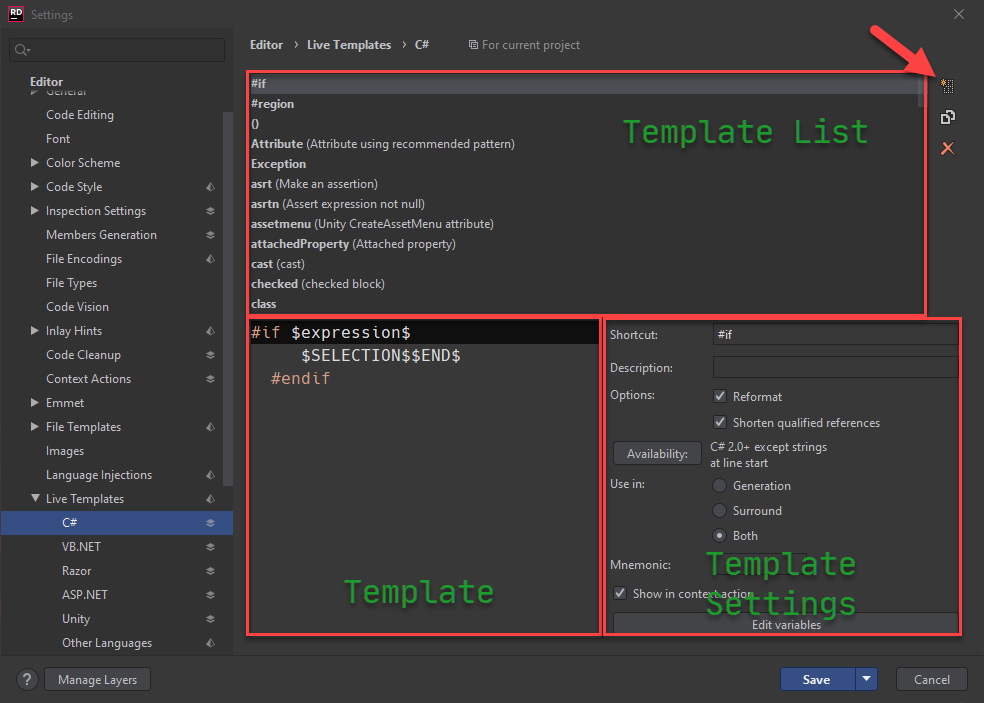 RD Settings
Editor › Live Templates › C# For current project
Editor
General
Code Editing
Font
Color Scheme
Code Style
Inspection Settings
Members Generation
File Encodings
File Types
Code Vision
Inlay Hints
Code Cleanup
Context Actions
Emmet
File Templates
Images
Language Injections
Live Templates
C#
VB.NET
Razor
ASP.NET
Unity
Other Languages
#if
#region
()
Attribute (Attribute using recommended pattern)
Exception
asrt (Make an assertion)
asrtn (Assert expression not null)
assetmenu (Unity CreateAssetMenu attribute)
attachedProperty (Attached property)
cast (cast)
checked (checked block)
class
Template List
#if $expression$
$SELECTION$$END$
#endif
Template
Shortcut: #if
Description:
Options: Reformat
Shorten qualified references
Availability: C# 2.0+ except strings
at line start
Use in: Generation
Surround
Both
Mnemonic:
Show in context action
Template
Settings
Edit variables
? Manage Layers Save Cancel